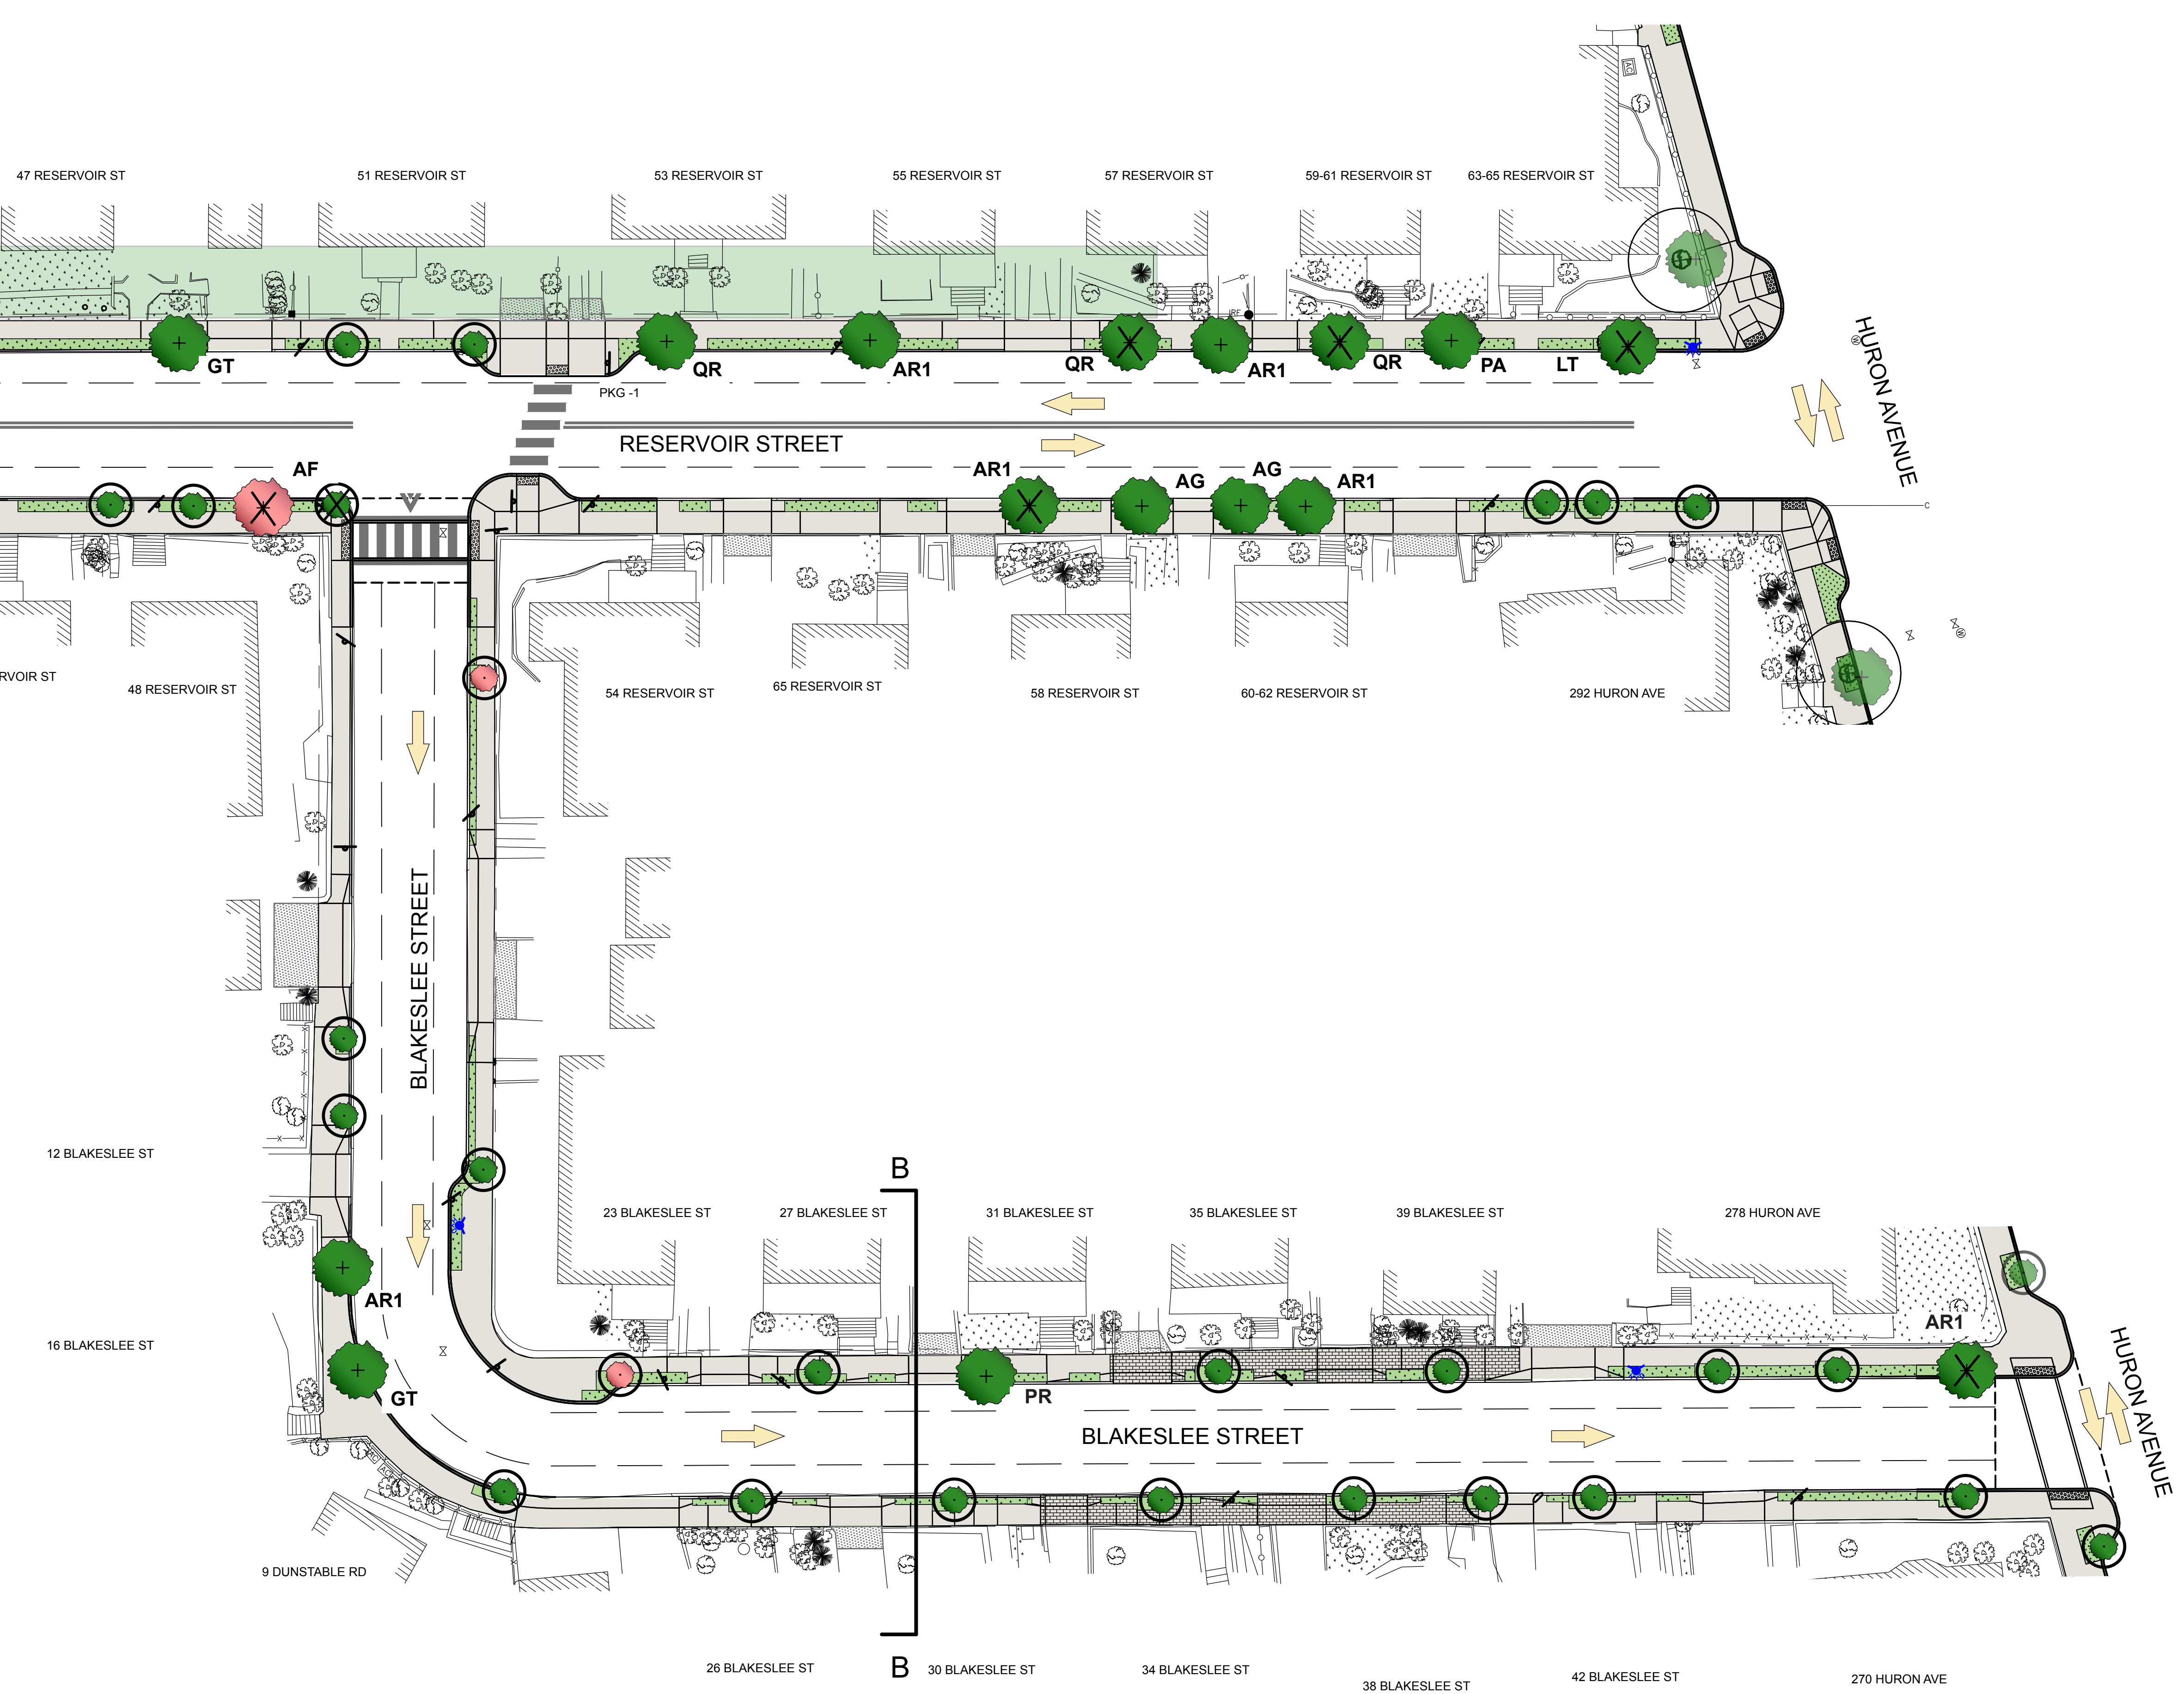 47 RESERVOIR ST
51 RESERVOIR ST
53 RESERVOIR ST
55 RESERVOIR ST
57 RESERVOIR ST
59-61 RESERVOIR ST
63-65 RESERVOIR ST
AC
IRF
GT
QR
AR1
QR
AR1
QR
PA
LT
PKG -1
HURON AVENUE
W
RESERVOIR STREET
AF
AR1
AG
AG
AR1
C
W
RVOIR ST
48 RESERVOIR ST
54 RESERVOIR ST
65 RESERVOIR ST
58 RESERVOIR ST
60-62 RESERVOIR ST
292 HURON AVE
BLAKESLEE STREET
12 BLAKESLEE ST
B
23 BLAKESLEE ST
27 BLAKESLEE ST
31 BLAKESLEE ST
35 BLAKESLEE ST
39 BLAKESLEE ST
278 HURON AVE
AR1
AR1
16 BLAKESLEE ST
GT
PR
HURON AVENUE
BLAKESLEE STREET
AC
9 DUNSTABLE RD
B
26 BLAKESLEE ST
30 BLAKESLEE ST
34 BLAKESLEE ST
38 BLAKESLEE ST
42 BLAKESLEE ST
270 HURON AVE